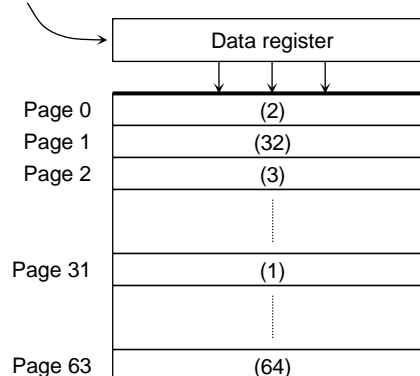 Data register
Page 0 (2)
Page 1 (32)
Page 2 (3)
Page 31 (1)
Page 63 (64)